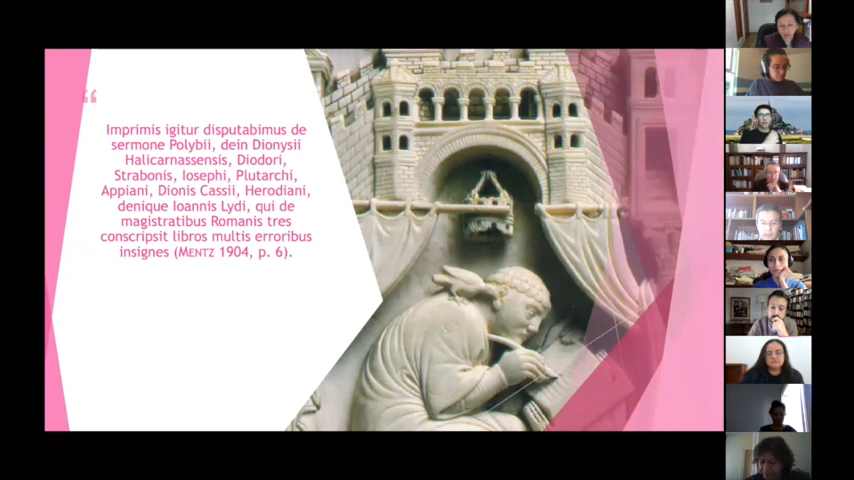 “
Imprimis igitur disputabimus de
sermone Polybii, dein Dionysii
Halicarnassensis, Diodori,
Strabonis, Iosephi, Plutarchi,
Appiani, Dionis Cassii, Herodiani,
denique Ioannis Lydi, qui de
magistratibus Romanis tres
conscripsit libros multis erroribus
insignes (MENTZ 1904, p. 6).